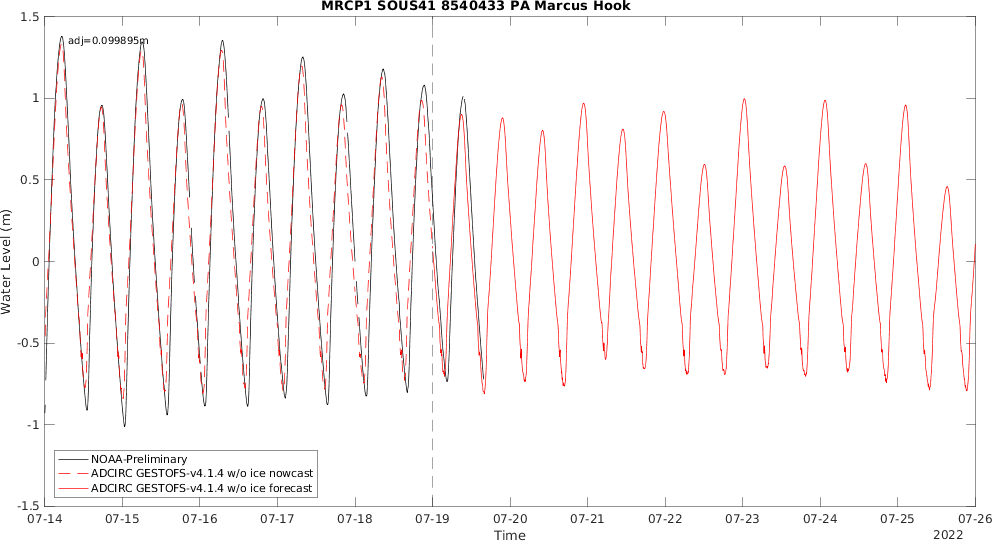 MRCP1 SOUS41 8540433 PA Marcus Hook
adj=0.099895m
1.5
1
0.5
0
-0.5
-1
-1.5
Water Level (m)
NOAA-Preliminary
ADCIRC GESTOFS-v4.1.4 w/o ice nowcast
ADCIRC GESTOFS-v4.1.4 w/o ice forecast
07-14 07-15 07-16 07-17 07-18 07-19 07-20 07-21 07-22 07-23 07-24 07-25 07-26
Time
2022